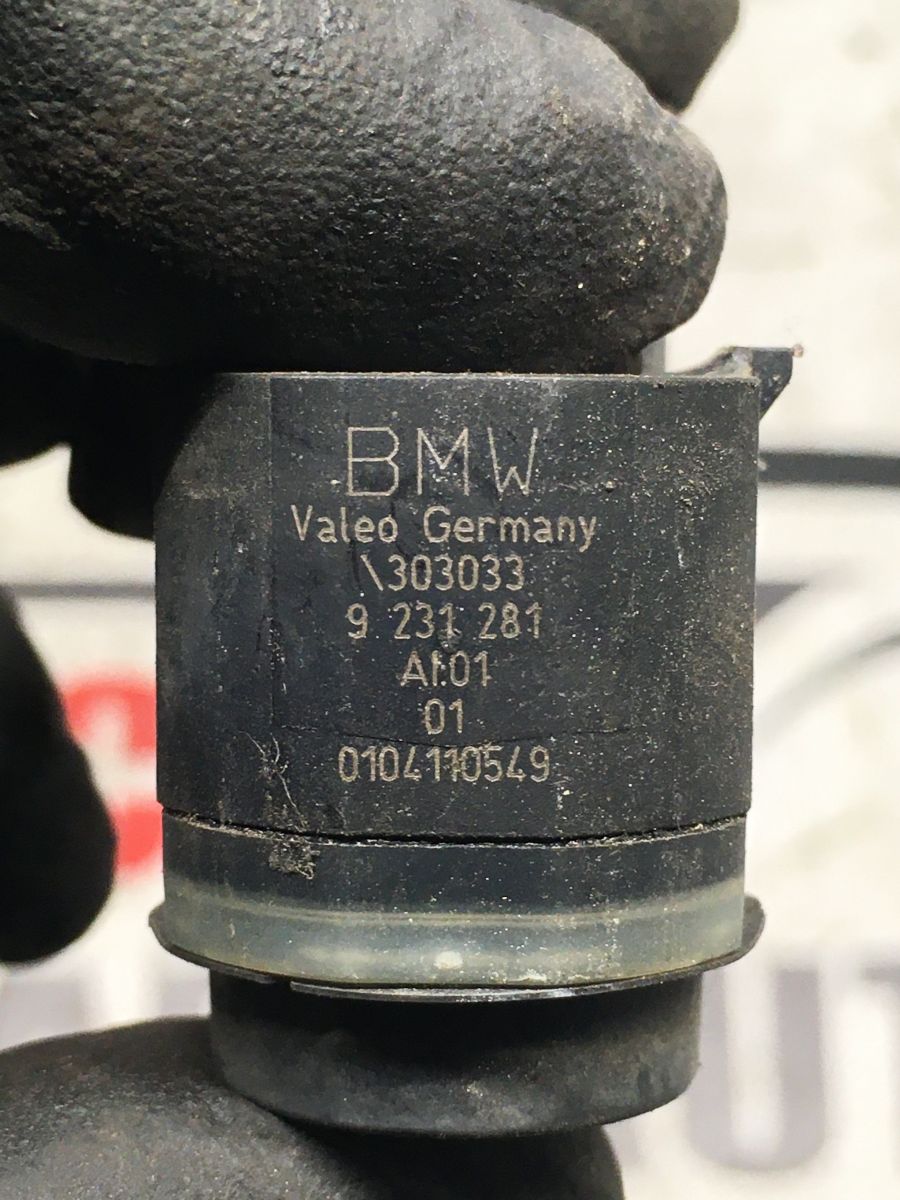 BMW
Valeo Germany
\303033
9 231 281
AI:01
01
0104110549